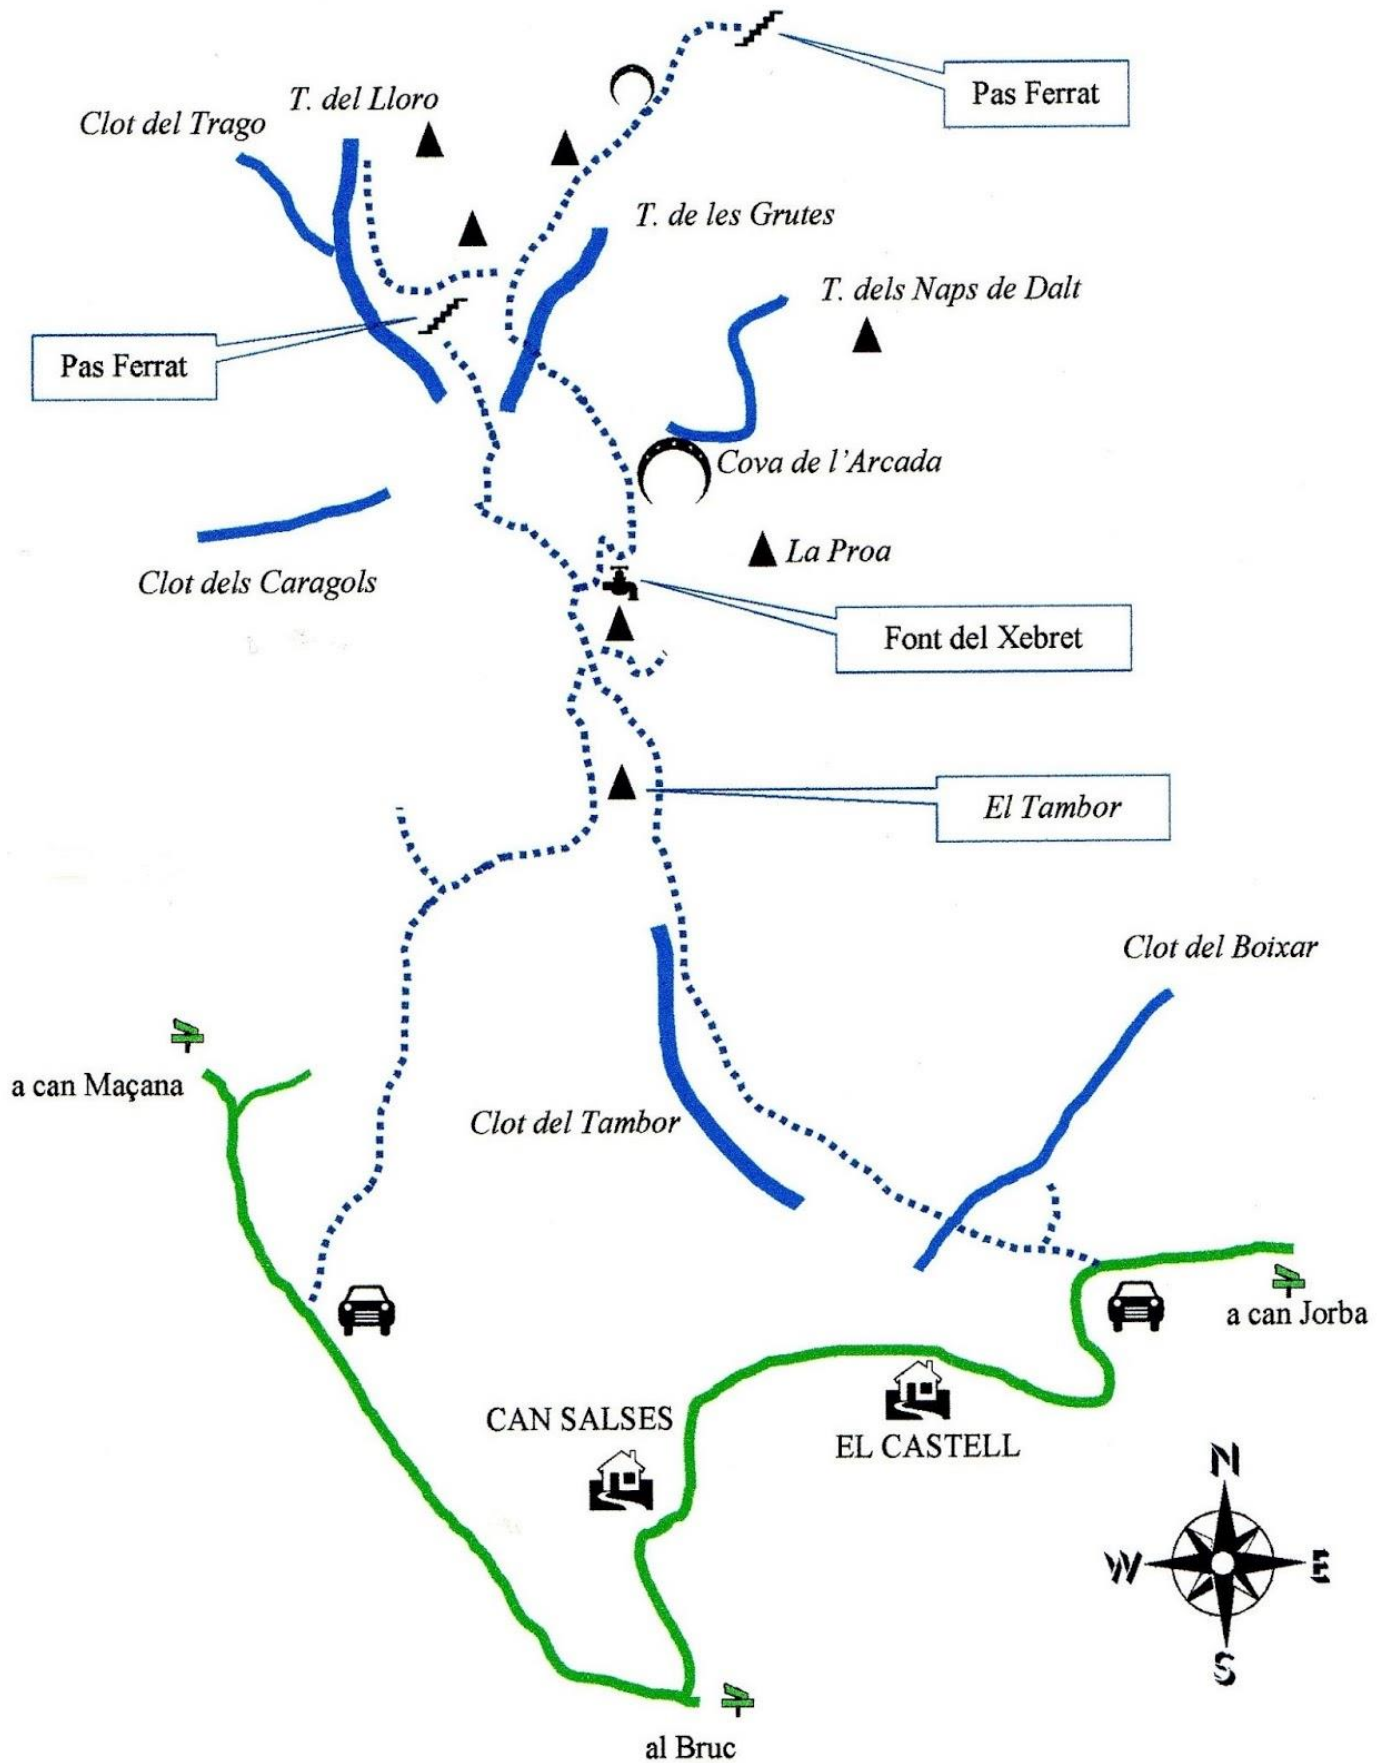 Pas Ferrat
T. del Lloro
Clot del Trago
T. de les Grutes
T. dels Naps de Dalt
Pas Ferrat
Cova de l'Arcada
La Proa
Clot dels Caragols
Font del Xebret
El Tambor
Clot del Boixar
a can Maçana
Clot del Tambor
a can Jorba
CAN SALSES
EL CASTELL
N
W
E
S
al Bruc